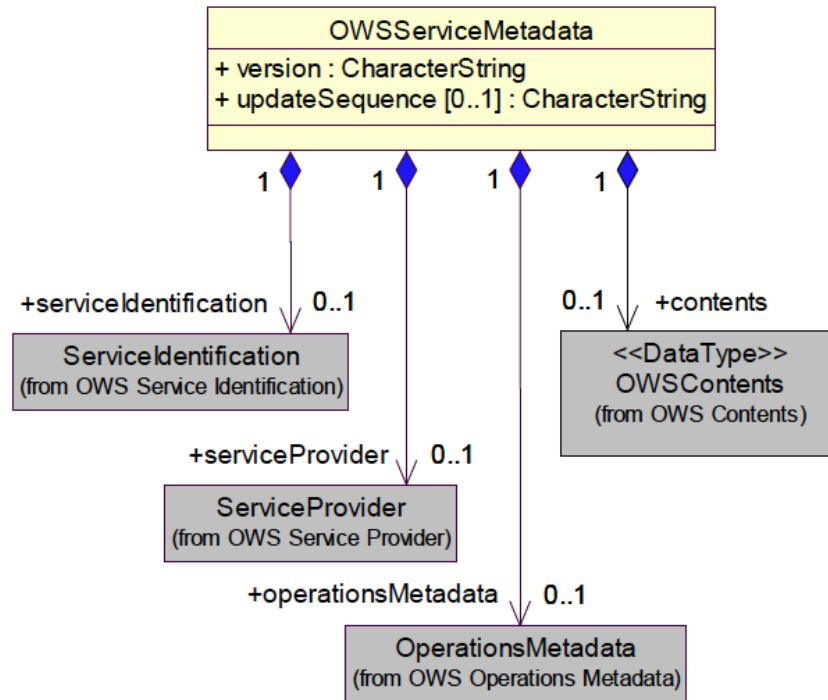 OWSServiceMetadata
+ version : CharacterString
+ updateSequence [0..1] : CharacterString
1
1
1
1
+serviceIdentification
0..1
0..1
+contents
ServiceIdentification
(from OWS Service Identification)
<<DataType>>
OWSContents
(from OWS Contents)
+serviceProvider
0..1
ServiceProvider
(from OWS Service Provider)
+operationsMetadata
0..1
OperationsMetadata
(from OWS Operations Metadata)